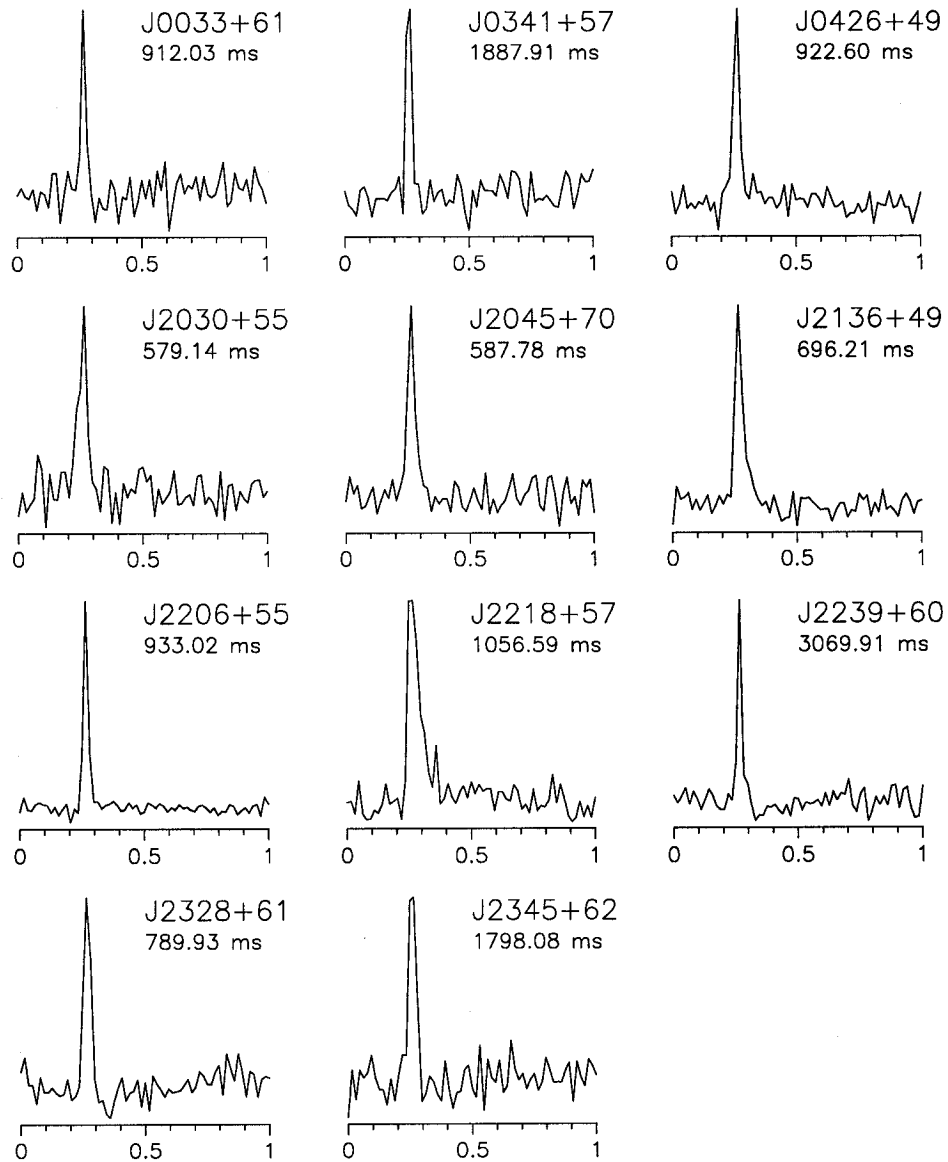 J0033+61 J0341+57 J0426+49
912.03 ms 1887.91 ms 922.60 ms
0 0.5 1 0 0.5 1 0 0.5 1
J2030+55 J2045+70 J2136+49
579.14 ms 587.78 ms 696.21 ms
0 0.5 1 0 0.5 1 0 0.5 1
J2206+55 J2218+57 J2239+60
933.02 ms 1056.59 ms 3069.91 ms
0 0.5 1 0 0.5 1 0 0.5 1
J2328+61 J2345+62
789.93 ms 1798.08 ms
0 0.5 1 0 0.5 1